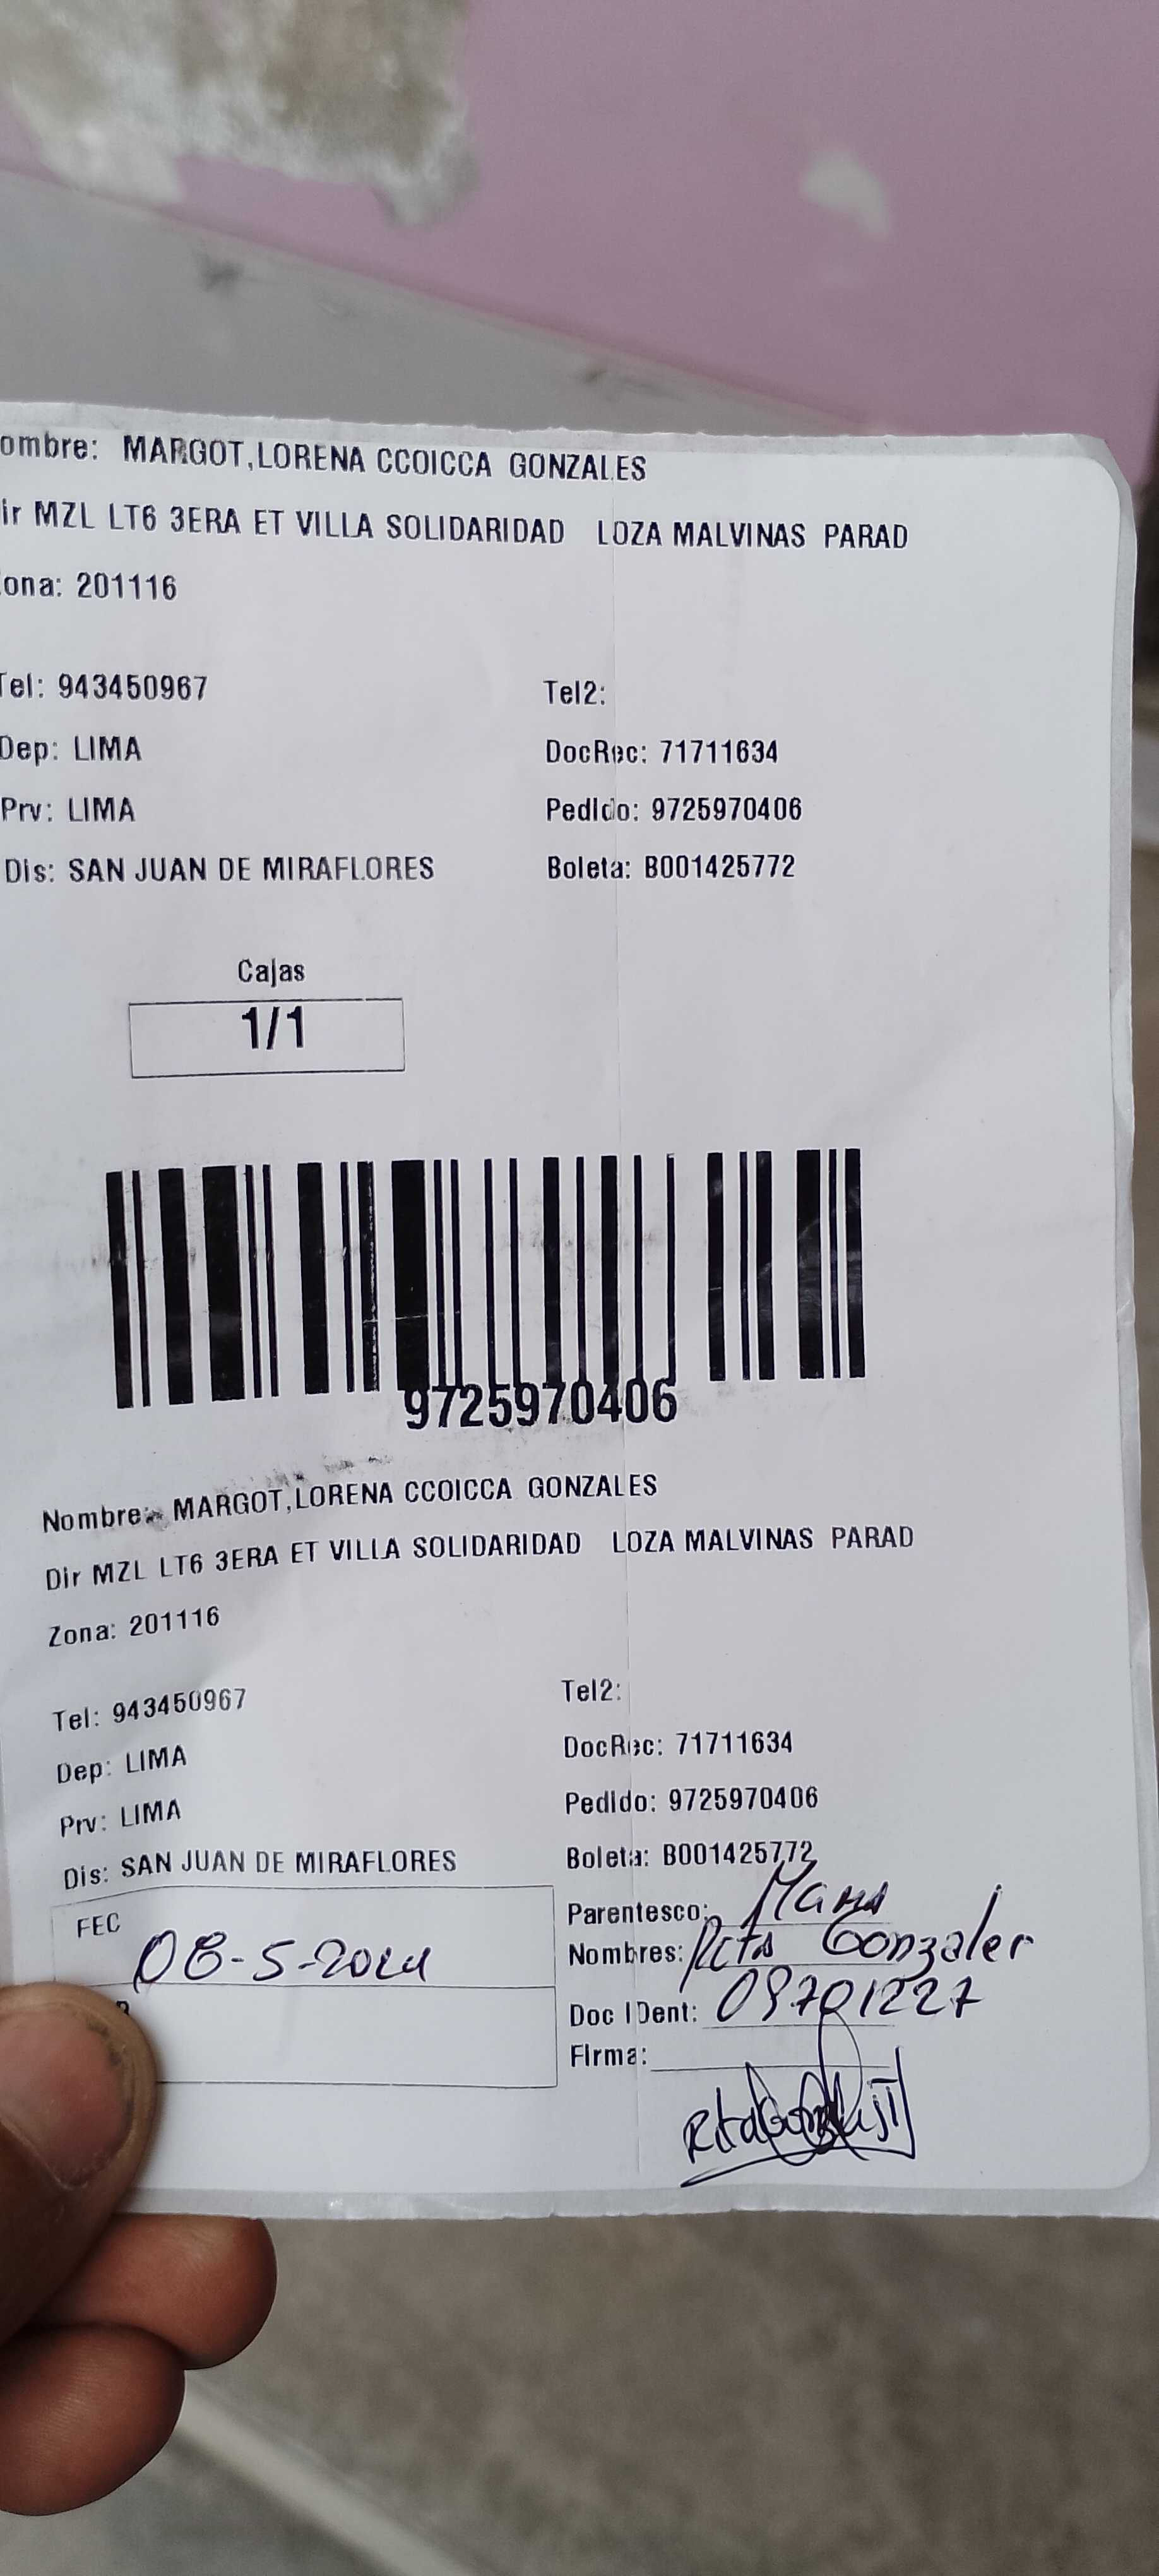 ombre: MARGOT,LORENA CCOICCA GONZALES
ir MZL LT6 3ERA ET VILLA SOLIDARIDAD LOZA MALVINAS PARAD
ona: 201116
Tel: 943450967 Tel2:
Dep: LIMA DocRec: 71711634
Prv: LIMA Pedido: 9725970406
Dis: SAN JUAN DE MIRAFLORES Boleta: B001425772
Cajas
1/1
9725970406
Nombre: MARGOT,LORENA CCOICCA GONZALES
Dir MZL LT6 3ERA ET VILLA SOLIDARIDAD LOZA MALVINAS PARAD
Zona: 201116
Tel: 943450967 Tel2:
Dep: LIMA DocRec: 71711634
Prv: LIMA Pedido: 9725970406
Dis: SAN JUAN DE MIRAFLORES Boleta: B001425772
FEC 08-5-2024
Parentesco: Mama
Nombres: Rita Gonzales
Doc IDent: 09701227
Firma: